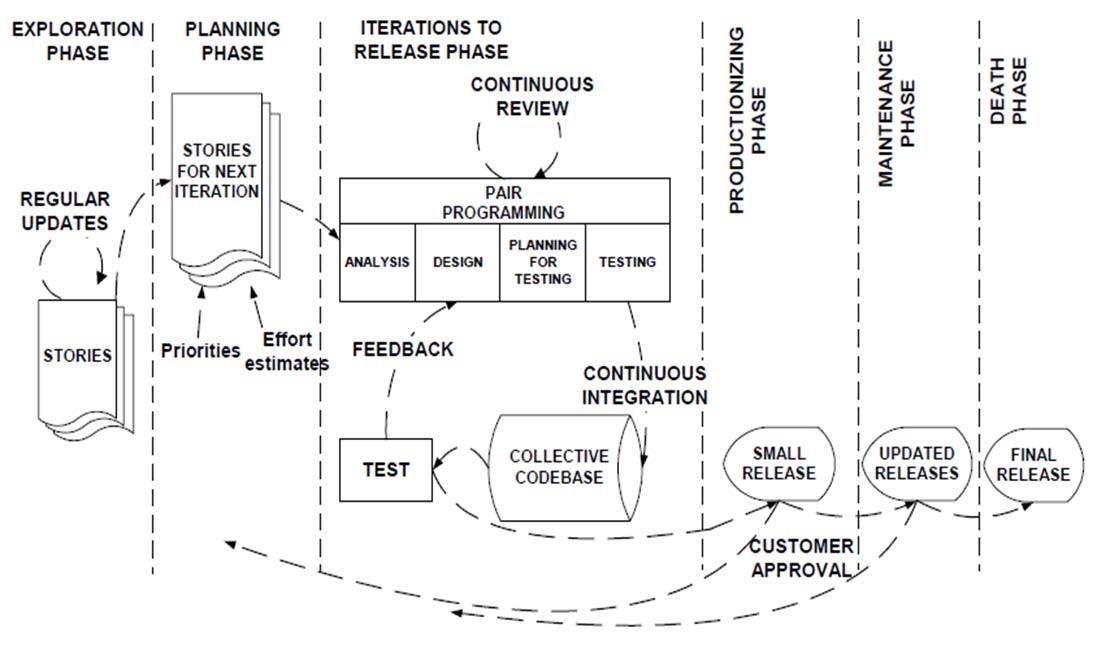 EXPLORATION
PHASE
PLANNING
PHASE
ITERATIONS TO
RELEASE PHASE
PRODUCTIONIZING
PHASE
MAINTENANCE
PHASE
DEATH
PHASE
CONTINUOUS
REVIEW
REGULAR
UPDATES
STORIES
STORIES
FOR NEXT
ITERATION
Priorities
Effort
estimates
PAIR
PROGRAMMING
ANALYSIS
DESIGN
PLANNING
FOR
TESTING
TESTING
FEEDBACK
CONTINUOUS
INTEGRATION
TEST
COLLECTIVE
CODEBASE
SMALL
RELEASE
UPDATED
RELEASES
FINAL
RELEASE
CUSTOMER
APPROVAL